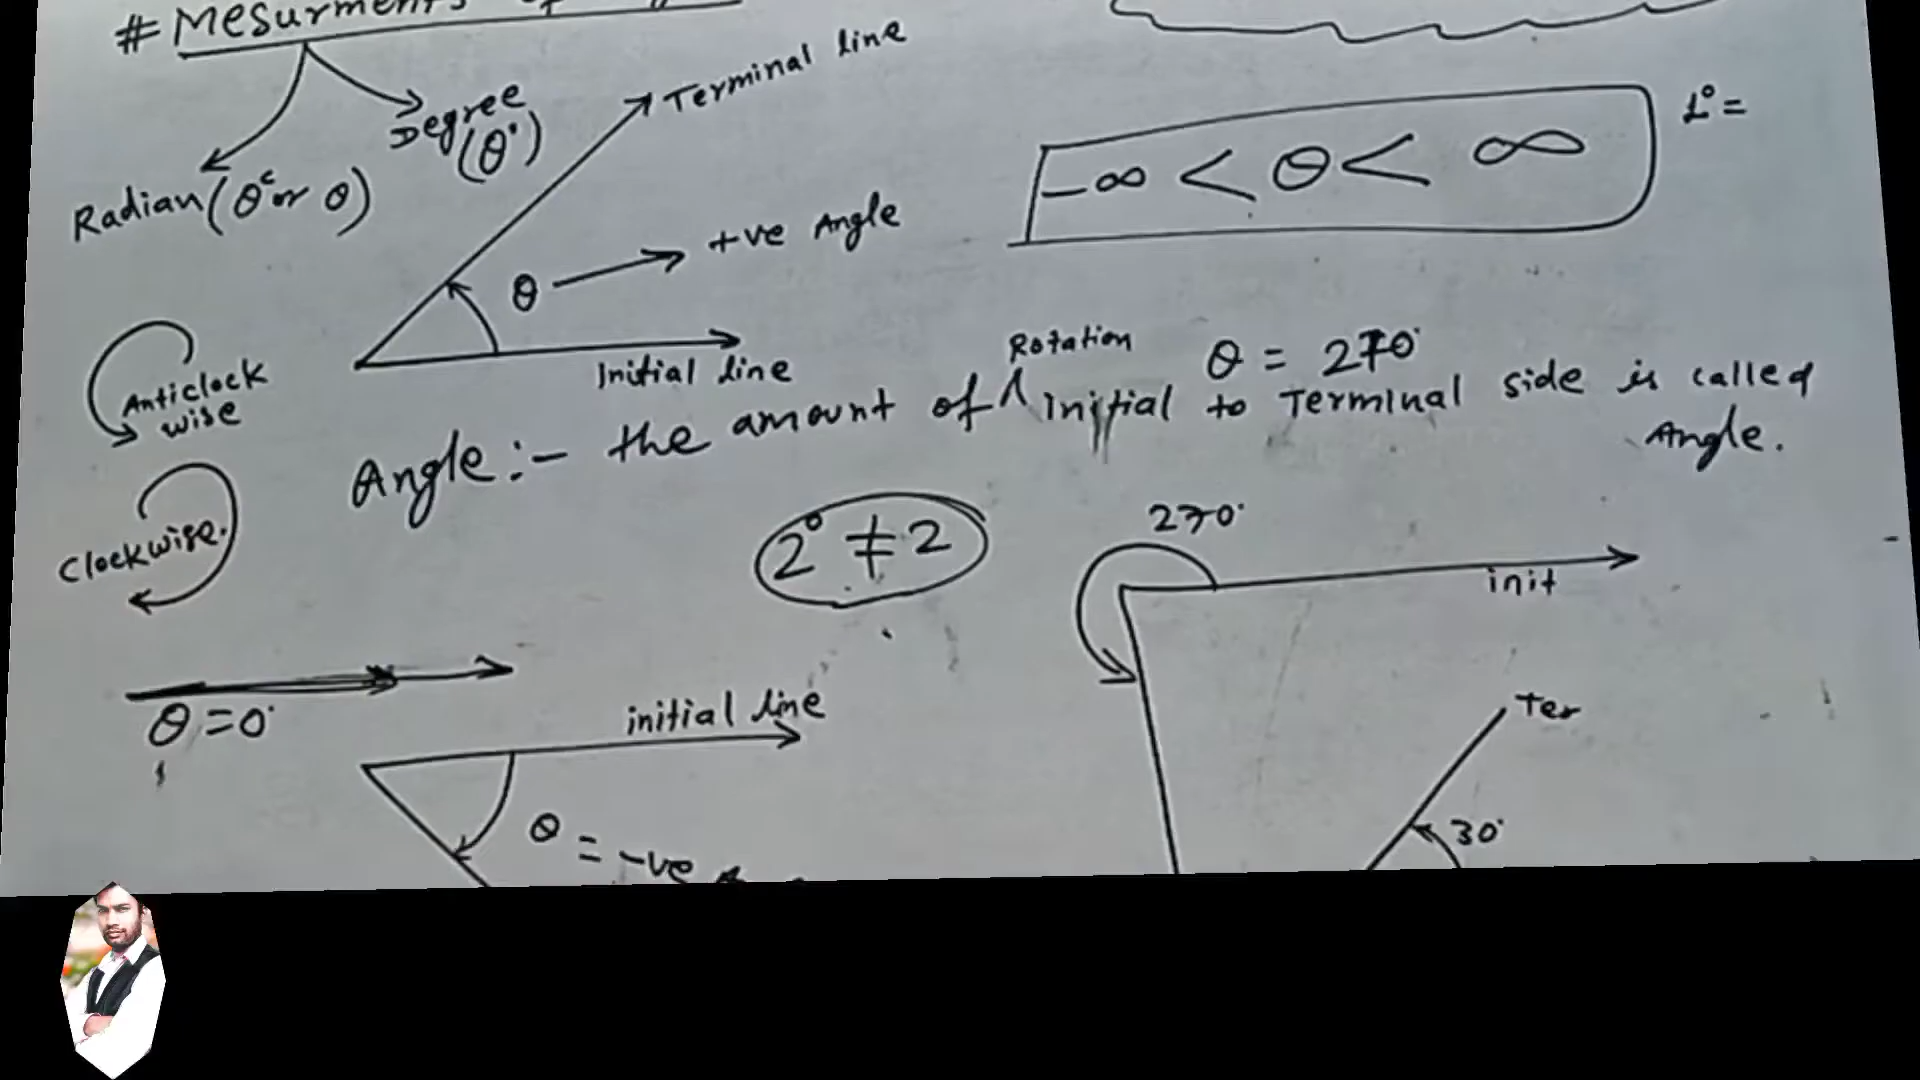 # Mesurments of
Degree
(θ°)
Radian (θᶜ or θ)
Terminal line
1° =
-∞ < θ < ∞
θ → +ve Angle
Initial line
Anticlock
wise
Rotation
θ = 270°
Angle:- the amount of ^ initial to Terminal side is called
Angle.
Clockwise.
2° ≠ 2
270°
init
θ = 0°
initial line
θ = -ve
Ter
30°